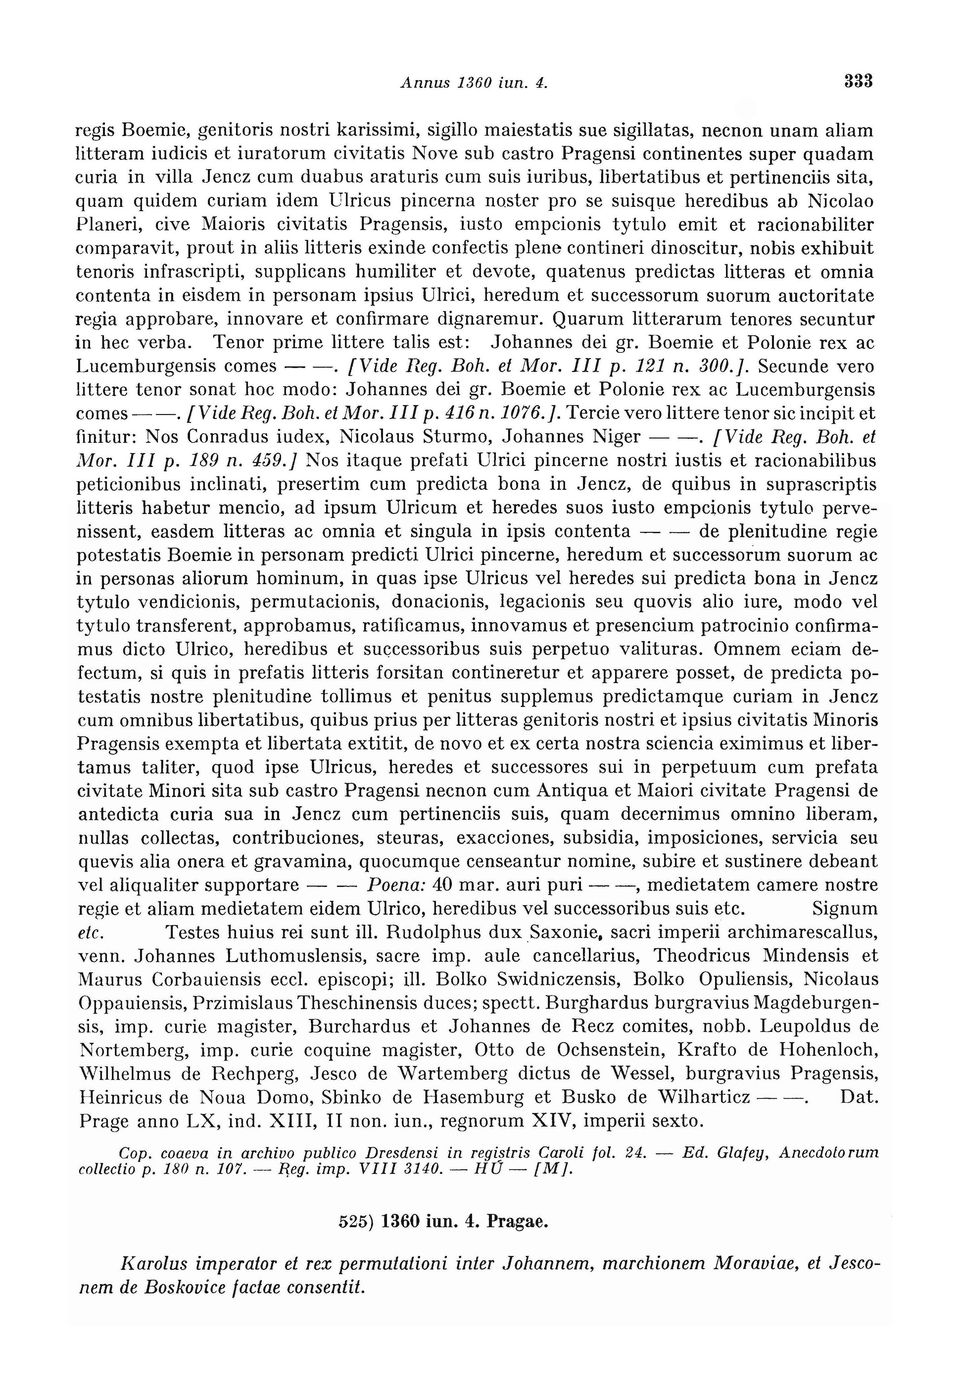 Annus 1360 iun. 4. 333
regis Boemie, genitoris nostri karissimi, sigillo maiestatis sue sigillatas, necnon unam aliam
litteram iudicis et iuratorum civitatis Nove sub castro Pragensi continentes super quadam
curia in villa Jencz cum duabus araturis cum suis iuribus, libertatibus et pertinenciis sita,
quam quidem curiam idem Ulricus pincerna noster pro se suisque heredibus ab Nicolao
Planeri, cive Maioris civitatis Pragensis, iusto empcionis tytulo emit et racionabiliter
comparavit, prout in aliis litteris exinde confectis plene contineri dinoscitur, nobis exhibuit
tenoris infrascripti, supplicans humiliter et devote, quatenus predictas litteras et omnia
contenta in eisdem in personam ipsius Ulrici, heredum et successorum suorum auctoritate
regia approbare, innovare et confirmare dignaremur. Quarum litterarum tenores secuntur
in hec verba. Tenor prime littere talis est: Johannes dei gr. Boemie et Polonie rex ac
Lucemburgensis comes — —. [Vide Reg. Boh. et Mor. III p. 121 n. 300.]. Secunde vero
littere tenor sonat hoc modo: Johannes dei gr. Boemie et Polonie rex ac Lucemburgensis
comes — —. [Vide Reg. Boh. et Mor. III p. 416 n. 1076.]. Tercie vero littere tenor sic incipit et
finitur: Nos Conradus iudex, Nicolaus Sturmo, Johannes Niger — —. [Vide Reg. Boh. et
Mor. III p. 189 n. 459.] Nos itaque prefati Ulrici pincerne nostri iustis et racionabilibus
peticionibus inclinati, presertim cum predicta bona in Jencz, de quibus in suprascriptis
litteris habetur mencio, ad ipsum Ulricum et heredes suos iusto empcionis tytulo perve-
nissent, easdem litteras ac omnia et singula in ipsis contenta — — de plenitudine regie
potestatis Boemie in personam predicti Ulrici pincerne, heredum et successorum suorum ac
in personas aliorum hominum, in quas ipse Ulricus vel heredes sui predicta bona in Jencz
tytulo vendicionis, permutacionis, donacionis, legacionis seu quovis alio iure, modo vel
tytulo transferent, approbamus, ratificamus, innovamus et presencium patrocinio confirma-
mus dicto Ulrico, heredibus et successoribus suis perpetuo valituras. Omnem eciam de-
fectum, si quis in prefatis litteris forsitan contineretur et apparere posset, de predicta po-
testatis nostre plenitudine tollimus et penitus supplemus predictamque curiam in Jencz
cum omnibus libertatibus, quibus prius per litteras genitoris nostri et ipsius civitatis Minoris
Pragensis exempta et libertata extitit, de novo et ex certa nostra sciencia eximimus et liber-
tamus taliter, quod ipse Ulricus, heredes et successores sui in perpetuum cum prefata
civitate Minori sita sub castro Pragensi necnon cum Antiqua et Maiori civitate Pragensi de
antedicta curia sua in Jencz cum pertinenciis suis, quam decernimus omnino liberam,
nullas collectas, contribuciones, steuras, exacciones, subsidia, imposiciones, servicia seu
quevis alia onera et gravamina, quocumque censeantur nomine, subire et sustinere debeant
vel aliqualiter supportare — — Poena: 40 mar. auri puri — —, medietatem camere nostre
regie et aliam medietatem eidem Ulrico, heredibus vel successoribus suis etc. Signum
etc. Testes huius rei sunt ill. Rudolphus dux Saxonie, sacri imperii archimarescallus,
venn. Johannes Luthomuslensis, sacre imp. aule cancellarius, Theodricus Mindensis et
Maurus Corbauiensis eccl. episcopi; ill. Bolko Swidniczensis, Bolko Opuliensis, Nicolaus
Oppauiensis, Przimislaus Theschinensis duces; spectt. Burghardus burgravius Magdeburgen-
sis, imp. curie magister, Burchardus et Johannes de Recz comites, nobb. Leupoldus de
Nortemberg, imp. curie coquine magister, Otto de Ochsenstein, Krafto de Hohenloch,
Wilhelmus de Rechperg, Jesco de Wartemberg dictus de Wessel, burgravius Pragensis,
Heinricus de Noua Domo, Sbinko de Hasemburg et Busko de Wilharticz — —. Dat.
Prage anno LX, ind. XIII, II non. iun., regnorum XIV, imperii sexto.
Cop. coaeva in archivo publico Dresdensi in registris Caroli fol. 24. — Ed. Glafey, Anecdotorum
collectio p. 180 n. 107. — Reg. imp. VIII 3140. — HÚ — [M].
525) 1360 iun. 4. Pragae.
Karolus imperator et rex permutationi inter Johannem, marchionem Moraviae, et Jesco-
nem de Boskovice factae consentit.